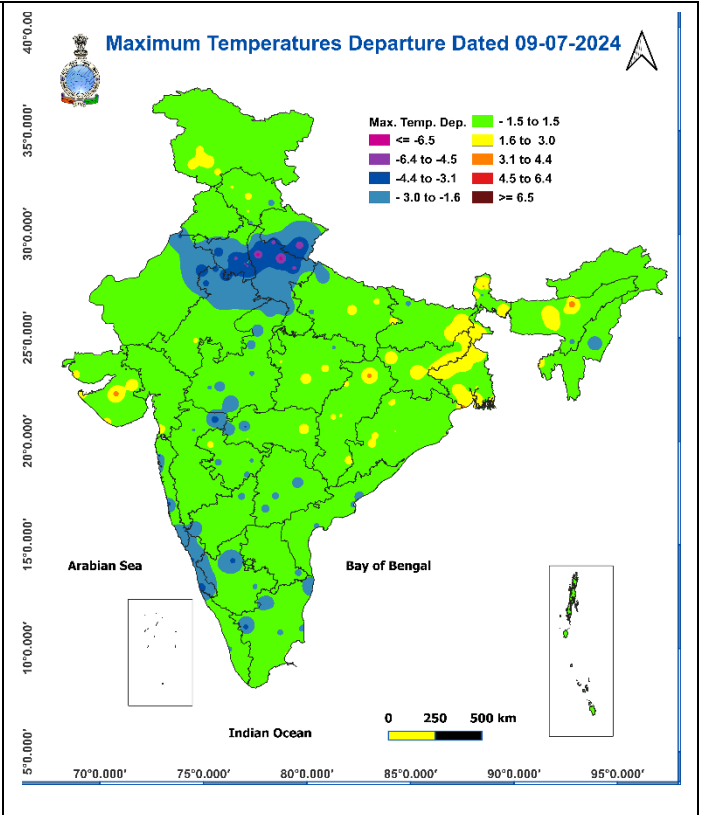 Maximum Temperatures Departure Dated 09-07-2024
Max. Temp. Dep.
<= -6.5
-6.4 to -4.5
-4.4 to -3.1
- 3.0 to -1.6
- 1.5 to 1.5
1.6 to 3.0
3.1 to 4.4
4.5 to 6.4
>= 6.5
40°0.00
35°0.000'
30°0.000'
25°0.000'
20°0.000'
15°0.000'
10°0.000'
5°0.000'
Arabian Sea
Bay of Bengal
Indian Ocean
0 250 500 km
70°0.000' 75°0.000' 80°0.000' 85°0.000' 90°0.000' 95°0.000'